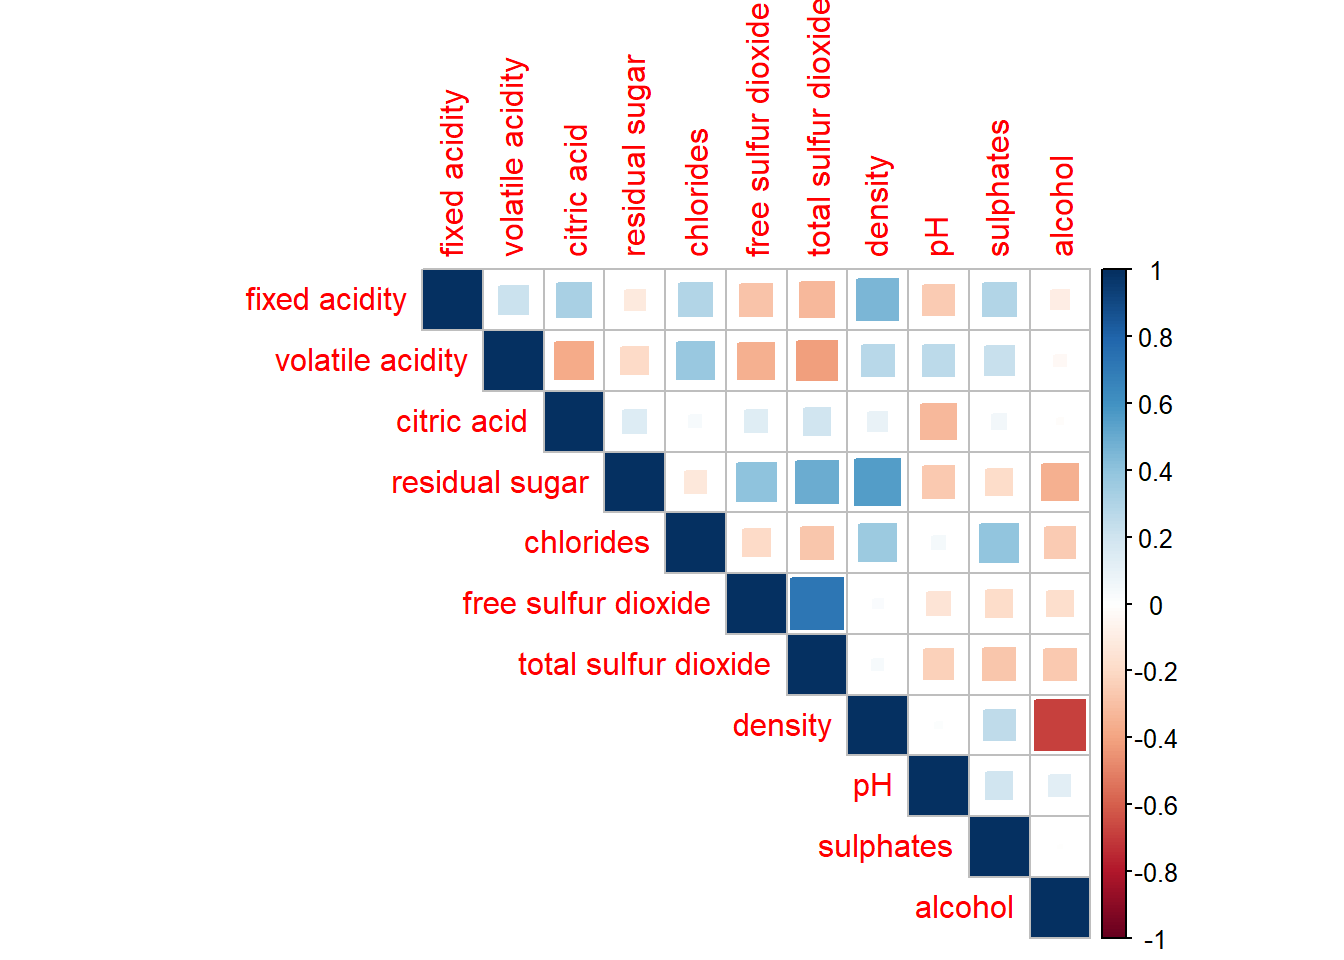 fixed acidity
volatile acidity
citric acid
residual sugar
chlorides
free sulfur dioxide
total sulfur dioxide
density
pH
sulphates
alcohol
fixed acidity
volatile acidity
citric acid
residual sugar
chlorides
free sulfur dioxide
total sulfur dioxide
density
pH
sulphates
alcohol
1
0.8
0.6
0.4
0.2
0
-0.2
-0.4
-0.6
-0.8
-1